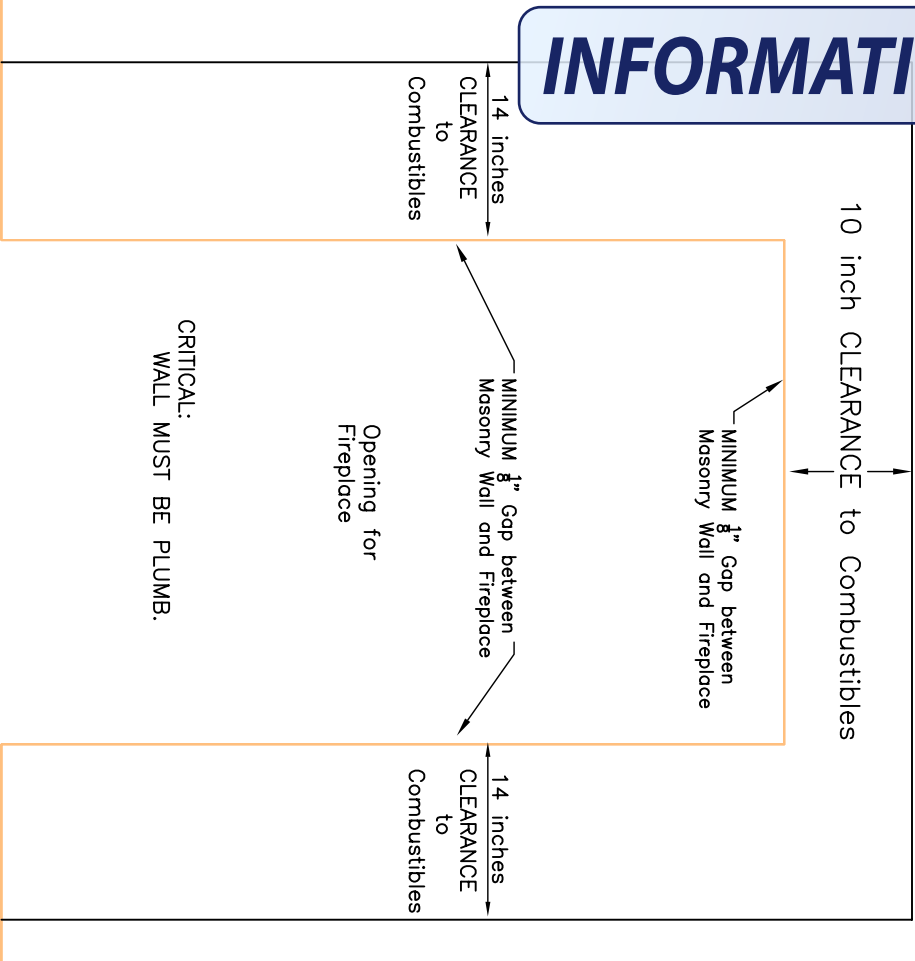 INFORMATI
10 inch CLEARANCE to Combustibles
MINIMUM 1/8" Gap between
Masonry Wall and Fireplace
14 inches
CLEARANCE
to
Combustibles
MINIMUM 1/8" Gap between
Masonry Wall and Fireplace
14 inches
CLEARANCE
to
Combustibles
Opening for
Fireplace
CRITICAL:
WALL MUST BE PLUMB.